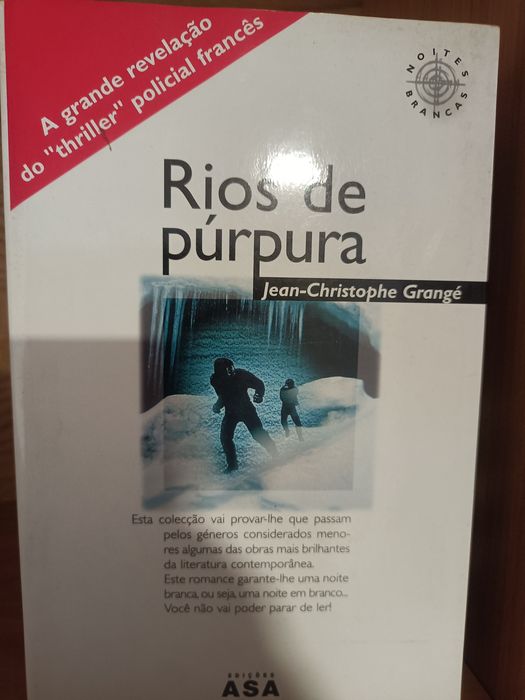 A grande revelação
do "thriller" policial francês
NOITES
BRANCAS
Rios de
púrpura
Jean-Christophe Grangé
Esta colecção vai provar-lhe que passam
pelos géneros considerados meno-
res algumas das obras mais brilhantes
da literatura contemporânea.
Este romance garante-lhe uma noite
branca, ou seja, uma noite em branco...
Você não vai poder parar de ler!
EDIÇÕES
ASA